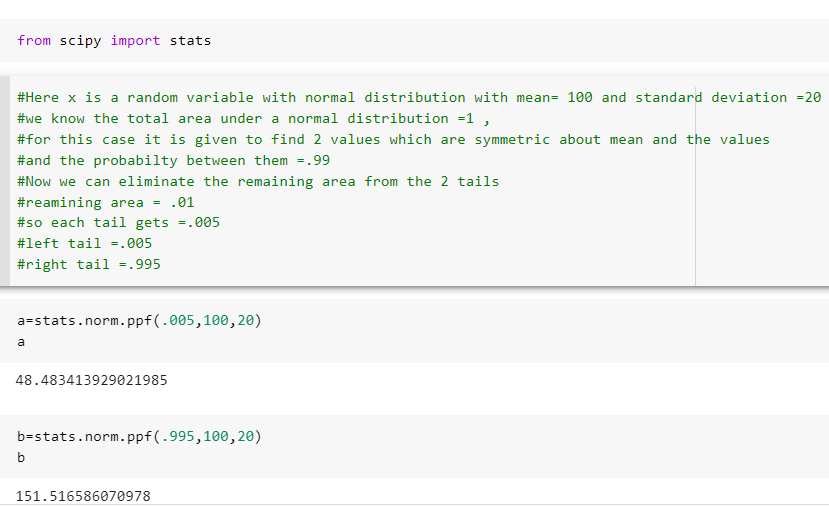 from scipy import stats
#Here x is a random variable with normal distribution with mean= 100 and standard deviation =20
#we know the total area under a normal distribution =1 ,
#for this case it is given to find 2 values which are symmetric about mean and the values
#and the probabilty between them =.99
#Now we can eliminate the remaining area from the 2 tails
#reamining area = .01
#so each tail gets =.005
#left tail =.005
#right tail =.995
a=stats.norm.ppf(.005,100,20)
a
48.483413929021985
b=stats.norm.ppf(.995,100,20)
b
151.516586070978